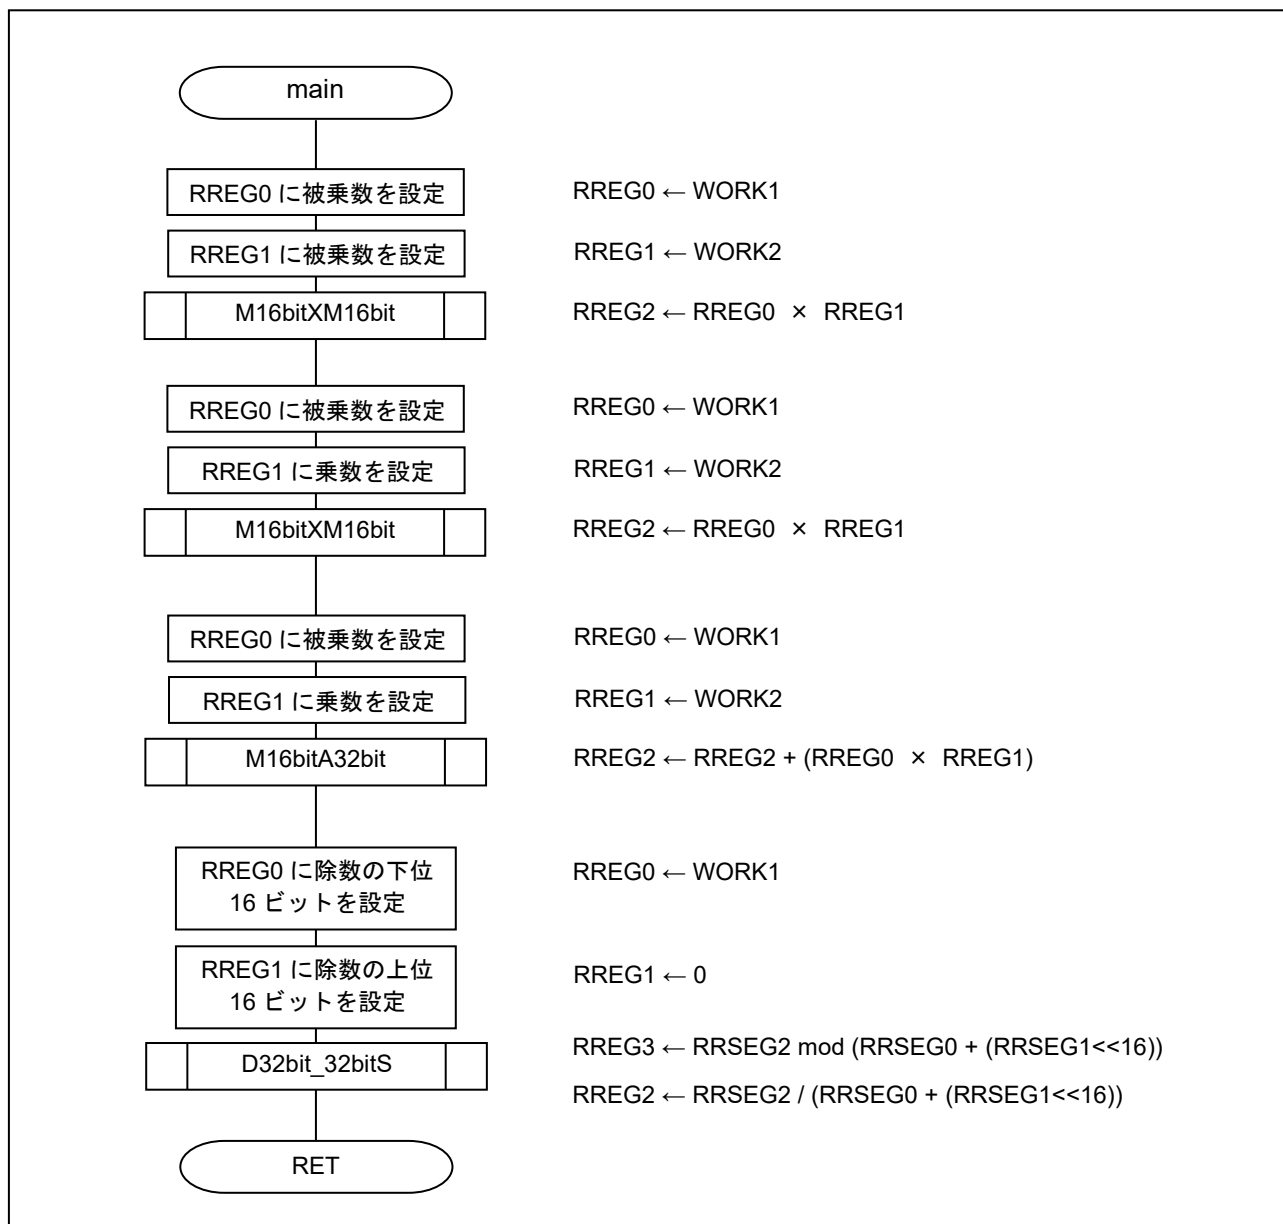 main
RREG0 に被乗数を設定
RREG0 ← WORK1
RREG1 に被乗数を設定
RREG1 ← WORK2
M16bitXM16bit
RREG2 ← RREG0 × RREG1
RREG0 に被乗数を設定
RREG0 ← WORK1
RREG1 に乗数を設定
RREG1 ← WORK2
M16bitXM16bit
RREG2 ← RREG0 × RREG1
RREG0 に被乗数を設定
RREG0 ← WORK1
RREG1 に乗数を設定
RREG1 ← WORK2
M16bitA32bit
RREG2 ← RREG2 + (RREG0 × RREG1)
RREG0 に除数の下位
16 ビットを設定
RREG0 ← WORK1
RREG1 に除数の上位
16 ビットを設定
RREG1 ← 0
D32bit_32bitS
RREG3 ← RRSEG2 mod (RRSEG0 + (RRSEG1<<16))
RREG2 ← RRSEG2 / (RRSEG0 + (RRSEG1<<16))
RET